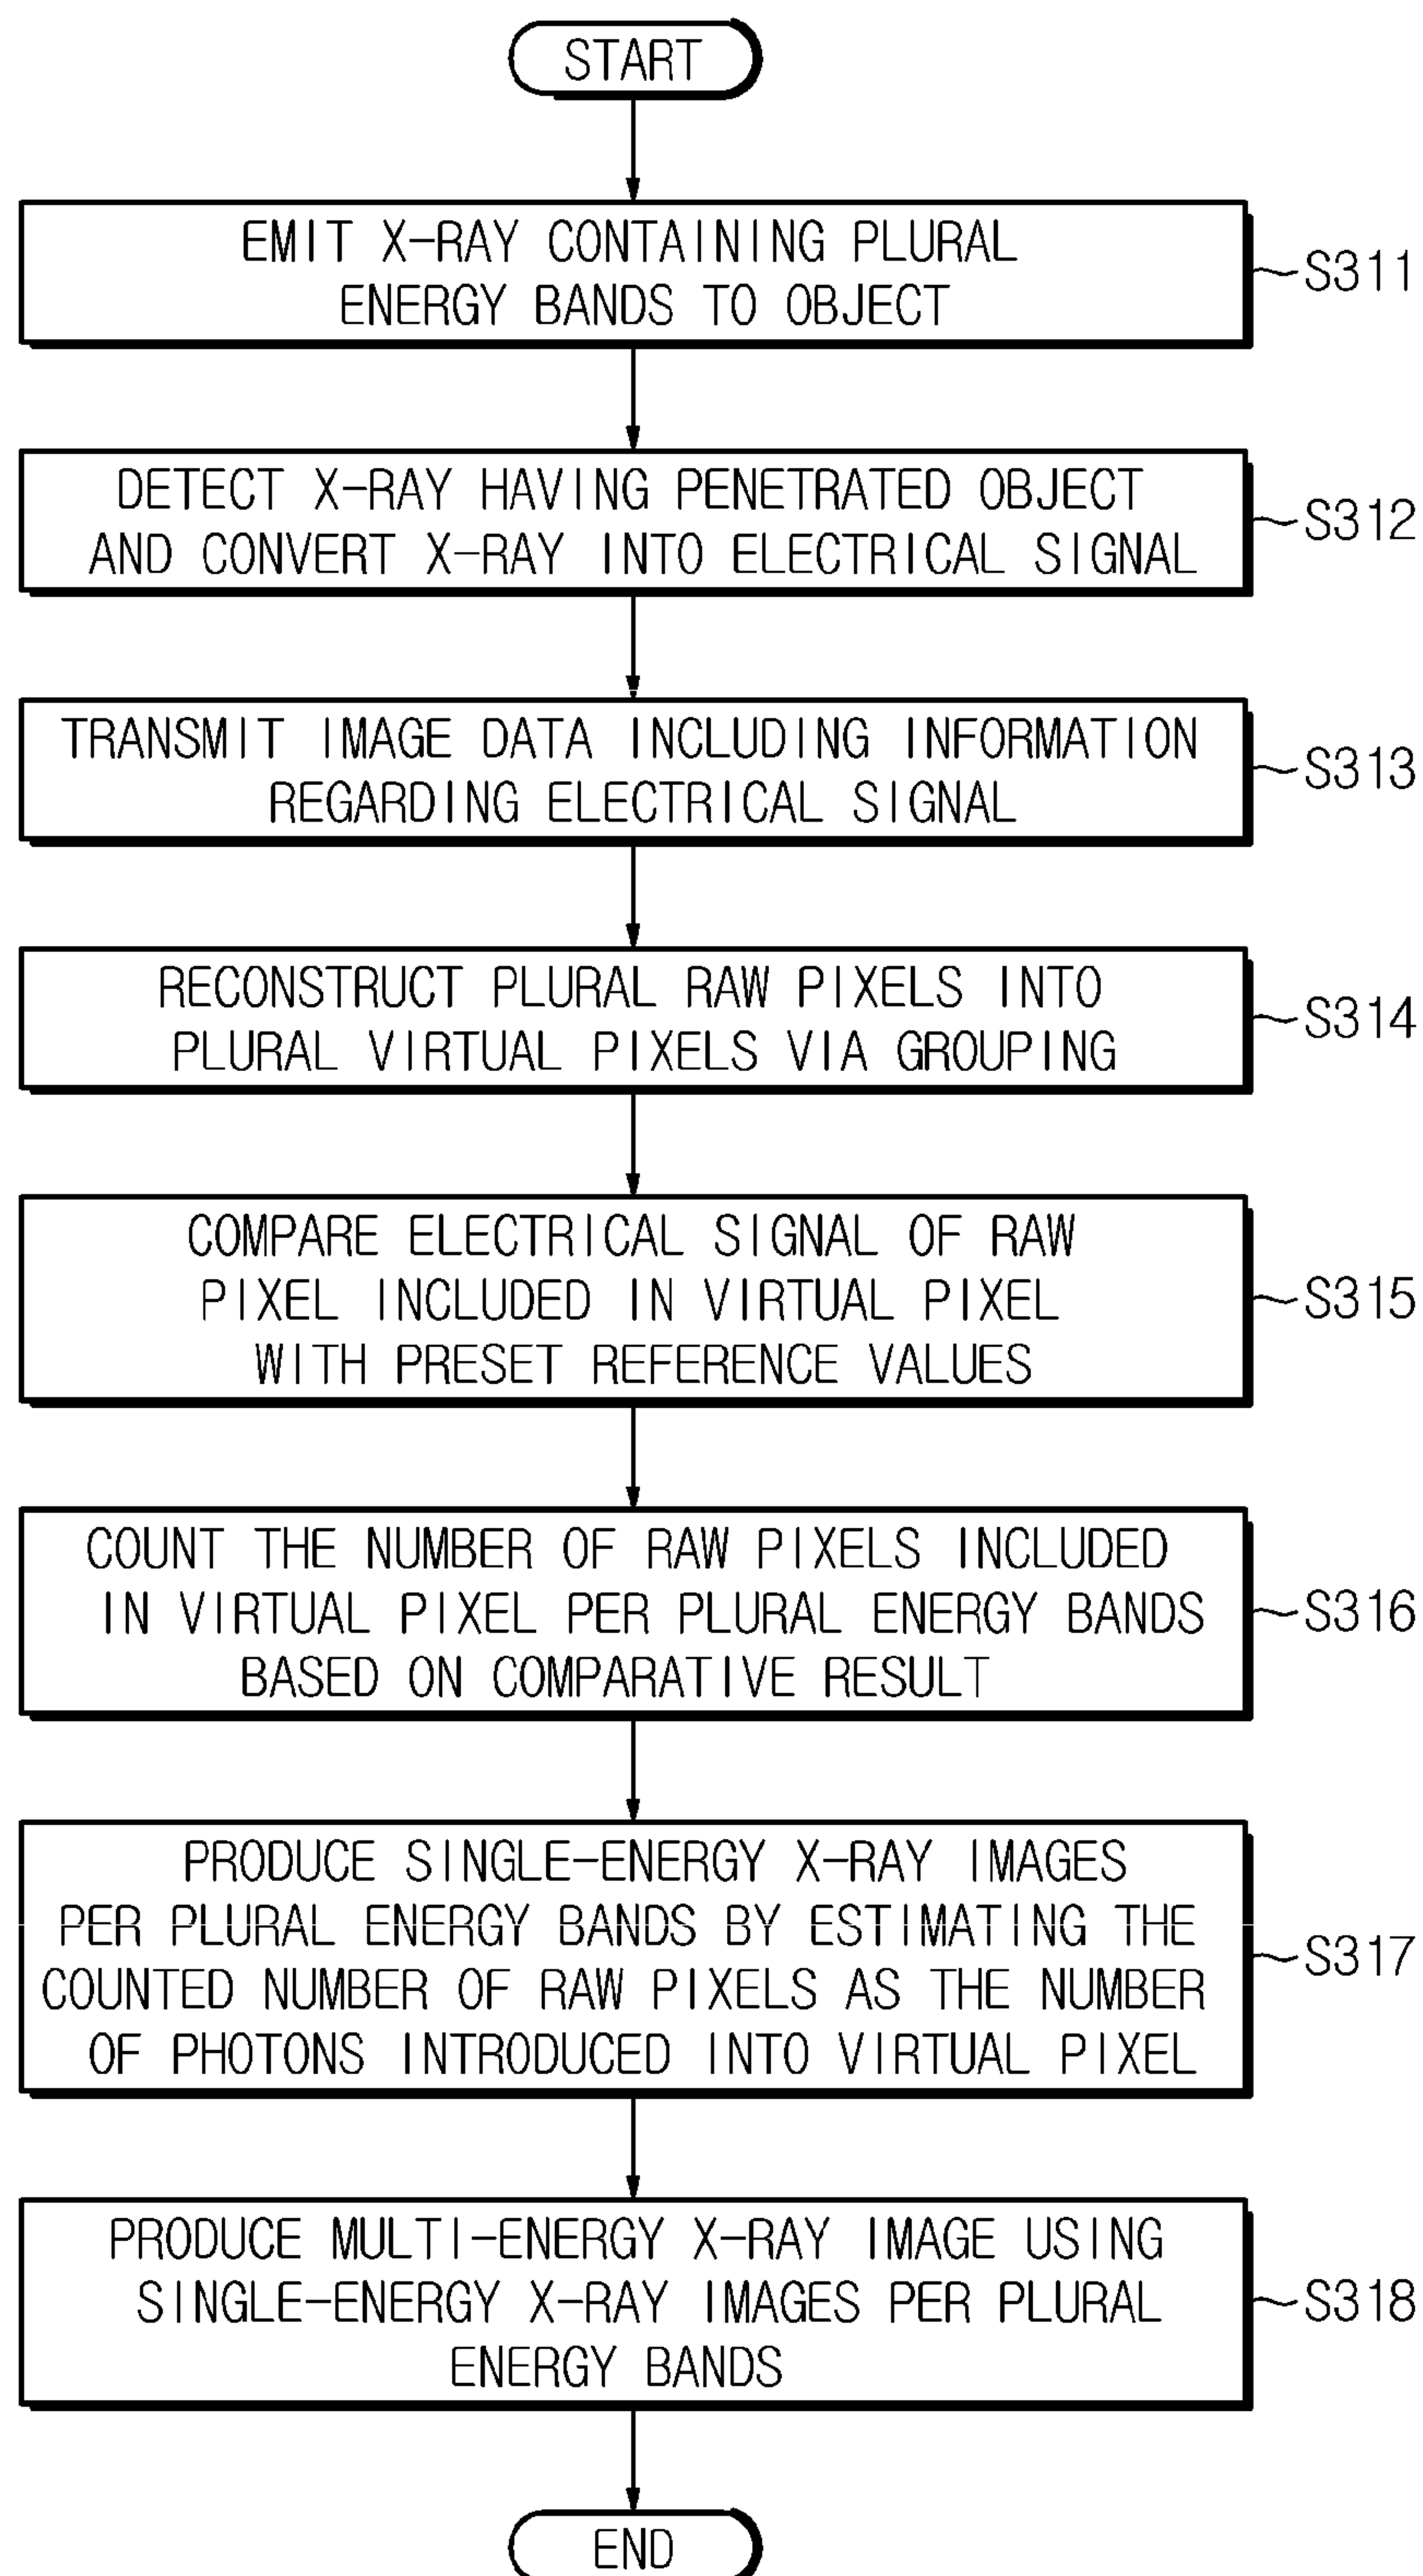 START
EMIT X-RAY CONTAINING PLURAL
ENERGY BANDS TO OBJECT
S311
DETECT X-RAY HAVING PENETRATED OBJECT
AND CONVERT X-RAY INTO ELECTRICAL SIGNAL
S312
TRANSMIT IMAGE DATA INCLUDING INFORMATION
REGARDING ELECTRICAL SIGNAL
S313
RECONSTRUCT PLURAL RAW PIXELS INTO
PLURAL VIRTUAL PIXELS VIA GROUPING
S314
COMPARE ELECTRICAL SIGNAL OF RAW
PIXEL INCLUDED IN VIRTUAL PIXEL
WITH PRESET REFERENCE VALUES
S315
COUNT THE NUMBER OF RAW PIXELS INCLUDED
IN VIRTUAL PIXEL PER PLURAL ENERGY BANDS
BASED ON COMPARATIVE RESULT
S316
PRODUCE SINGLE-ENERGY X-RAY IMAGES
PER PLURAL ENERGY BANDS BY ESTIMATING THE
COUNTED NUMBER OF RAW PIXELS AS THE NUMBER
OF PHOTONS INTRODUCED INTO VIRTUAL PIXEL
S317
PRODUCE MULTI-ENERGY X-RAY IMAGE USING
SINGLE-ENERGY X-RAY IMAGES PER PLURAL
ENERGY BANDS
S318
END